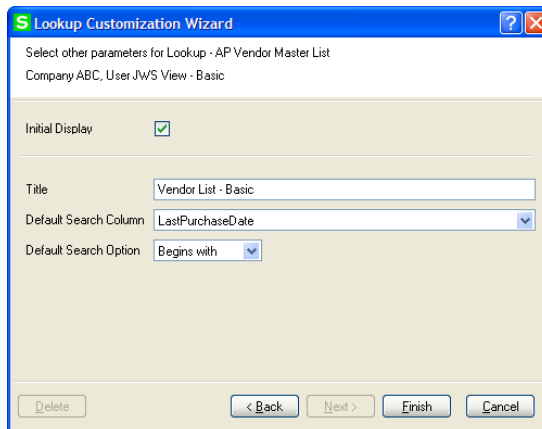 S Lookup Customization Wizard ?
Select other parameters for Lookup - AP Vendor Master List
Company ABC, User JWS View - Basic
Initial Display
Title Vendor List - Basic
Default Search Column LastPurchaseDate
Default Search Option Begins with
Delete < Back Next > Finish Cancel